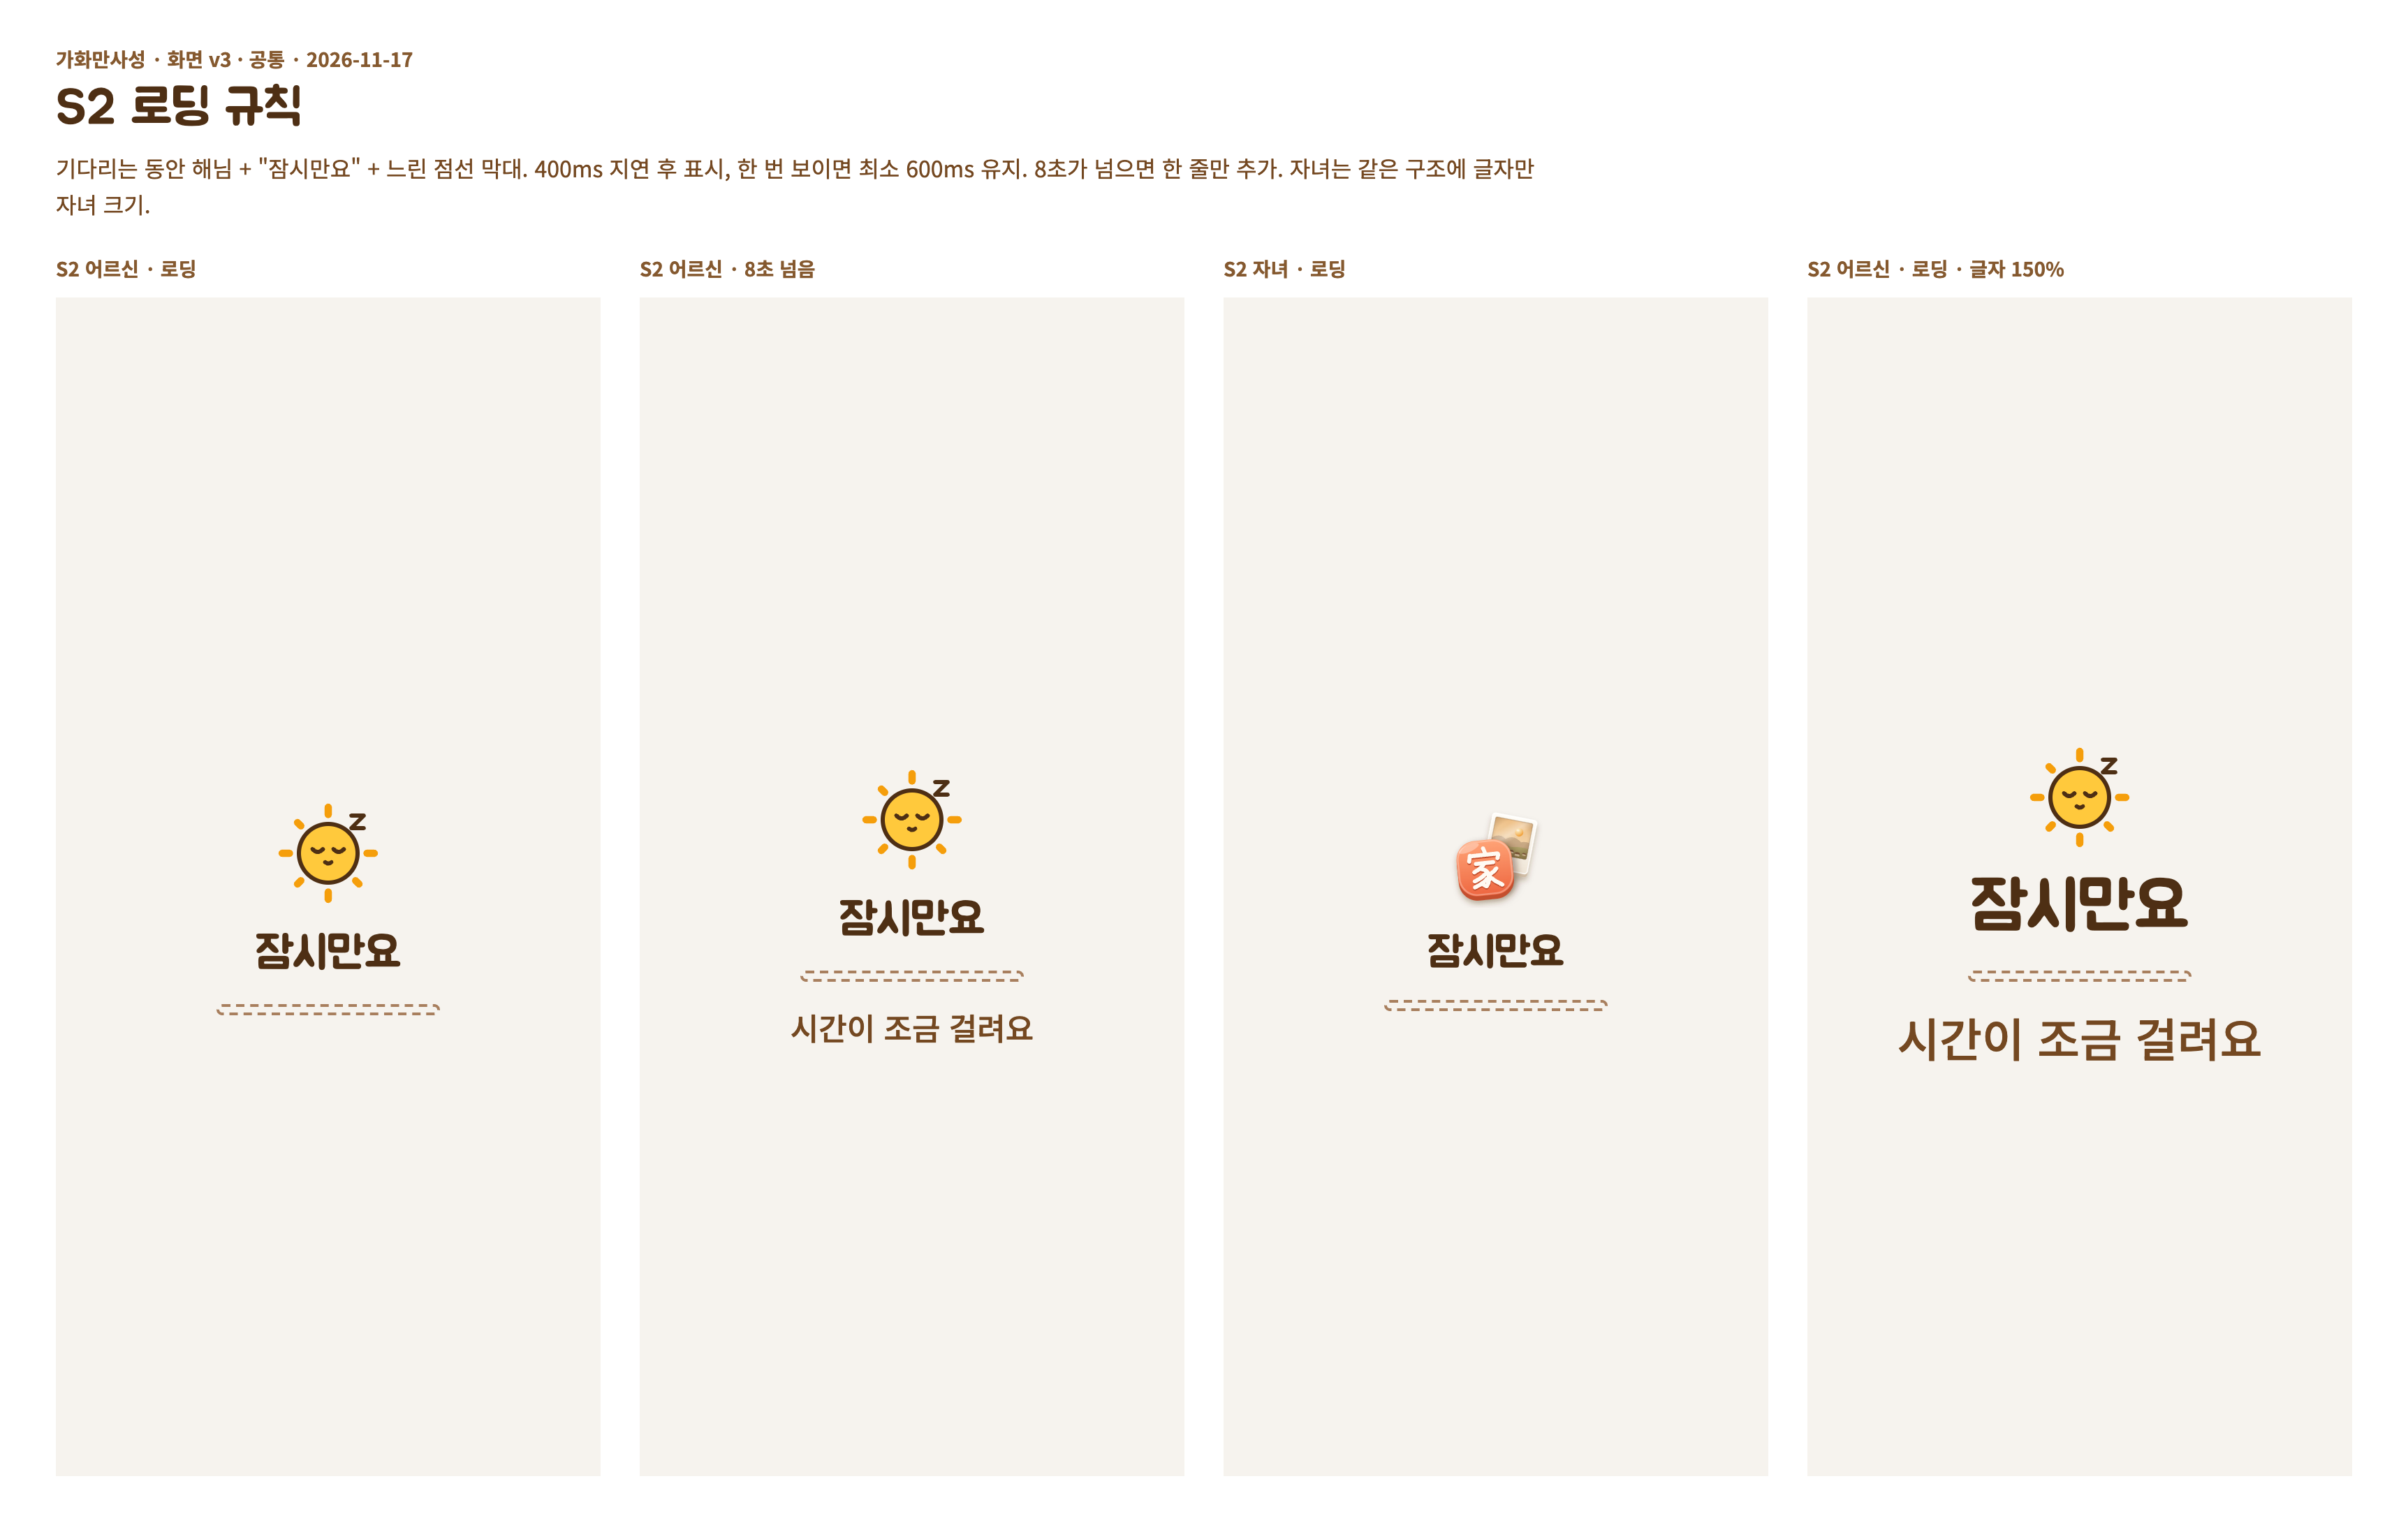 가화만사성 · 화면 v3 · 공통 · 2026-11-17
S2 로딩 규칙
기다리는 동안 해님 + "잠시만요" + 느린 점선 막대. 400ms 지연 후 표시, 한 번 보이면 최소 600ms 유지. 8초가 넘으면 한 줄만 추가. 자녀는 같은 구조에 글자만
자녀 크기.
S2 어르신 · 로딩
z
잠시만요
S2 어르신 · 8초 넘음
z
잠시만요
시간이 조금 걸려요
S2 자녀 · 로딩
家
잠시만요
S2 어르신 · 로딩 · 글자 150%
z
잠시만요
시간이 조금 걸려요